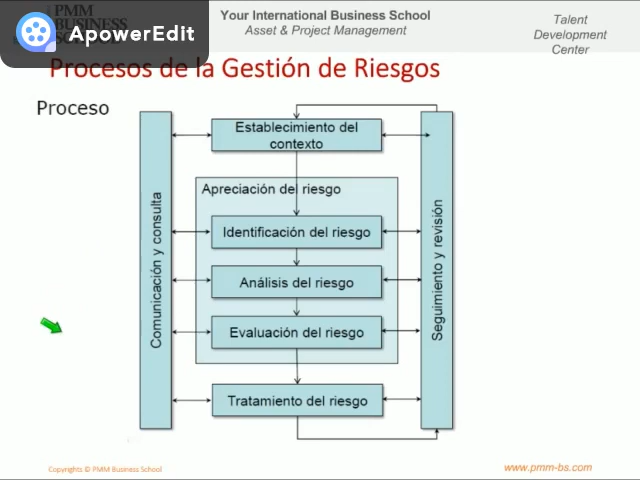 PMM
BUSINESS
SCHOOL
ApowerEdit
Your International Business School
Asset & Project Management
Talent
Development
Center
Procesos de la Gestión de Riesgos
Proceso
Establecimiento del
contexto
Apreciación del riesgo
Identificación del riesgo
Análisis del riesgo
Evaluación del riesgo
Tratamiento del riesgo
Comunicación y consulta
Seguimiento y revisión
Copyrights © PMM Business School
www.pmm-bs.com